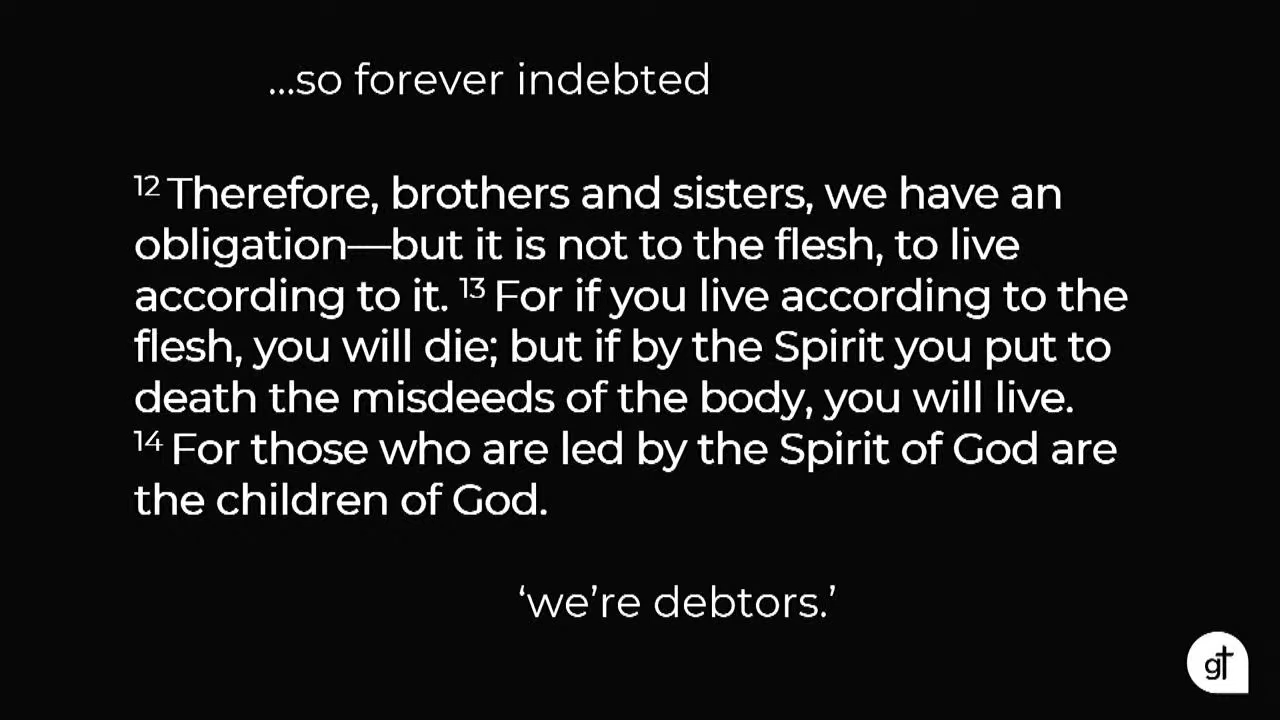 ...so forever indebted
12 Therefore, brothers and sisters, we have an
obligation—but it is not to the flesh, to live
according to it. 13 For if you live according to the
flesh, you will die; but if by the Spirit you put to
death the misdeeds of the body, you will live.
14 For those who are led by the Spirit of God are
the children of God.
‘we’re debtors.’
gt